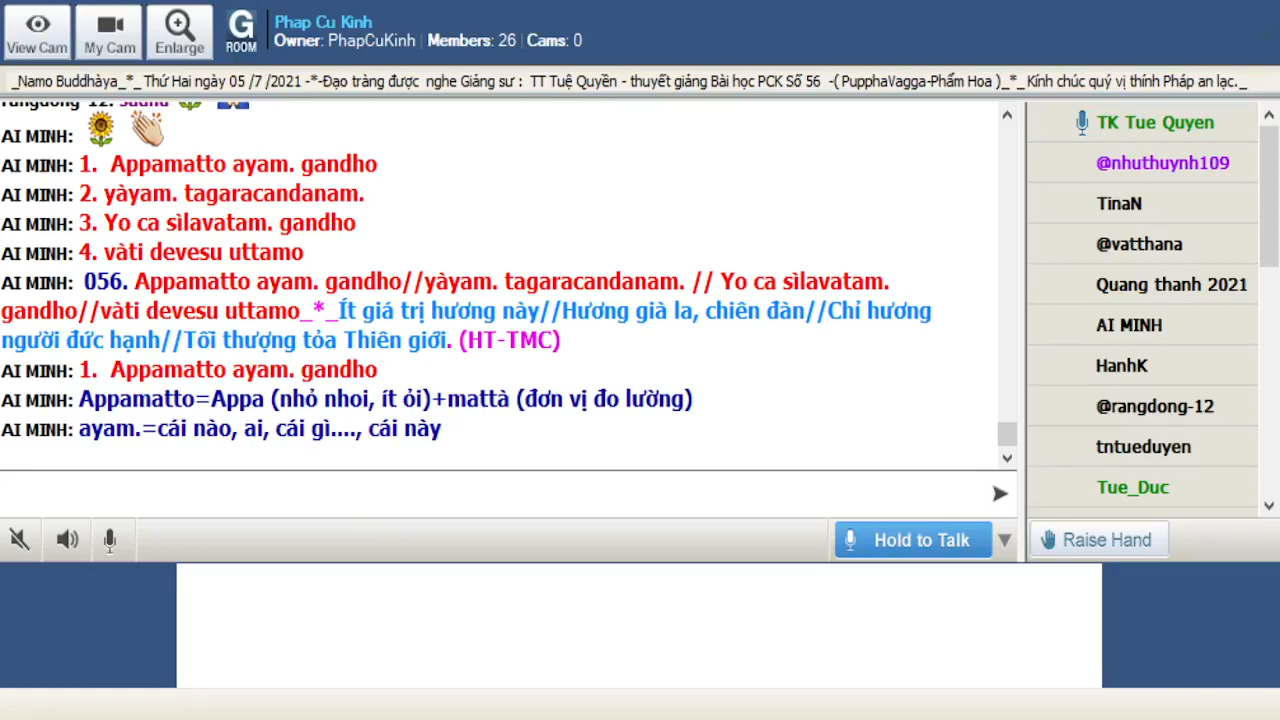 View Cam
My Cam
Enlarge
G
ROOM
Phap Cu Kinh
Owner: PhapCuKinh | Members: 26 | Cams: 0
_Namo Buddhàya_*_ Thứ Hai ngày 05 /7 /2021 -*-Đạo tràng được nghe Giảng sư : TT Tuệ Quyền - thuyết giảng Bài học PCK Số 56 -( PupphaVagga-Phẩm Hoa )_*_ Kính chúc quý vị thính Pháp an lạc._
rangdong-12: sadhu
AI MINH:
AI MINH: 1. Appamatto ayam. gandho
AI MINH: 2. yàyam. tagaracandanam.
AI MINH: 3. Yo ca sìlavatam. gandho
AI MINH: 4. vàti devesu uttamo
AI MINH: 056. Appamatto ayam. gandho//yàyam. tagaracandanam. // Yo ca sìlavatam.
gandho//vàti devesu uttamo_*_Ít giá trị hương này//Hương già la, chiên đàn//Chỉ hương
người đức hạnh//Tối thượng tỏa Thiên giới. (HT-TMC)
AI MINH: 1. Appamatto ayam. gandho
AI MINH: Appamatto=Appa (nhỏ nhoi, ít ỏi)+mattà (đơn vị đo lường)
AI MINH: ayam.=cái nào, ai, cái gì...., cái này
TK Tue Quyen
@nhuthuynh109
TinaN
@vatthana
Quang thanh 2021
AI MINH
HanhK
@rangdong-12
tntueduyen
Tue_Duc
Hold to Talk
Raise Hand